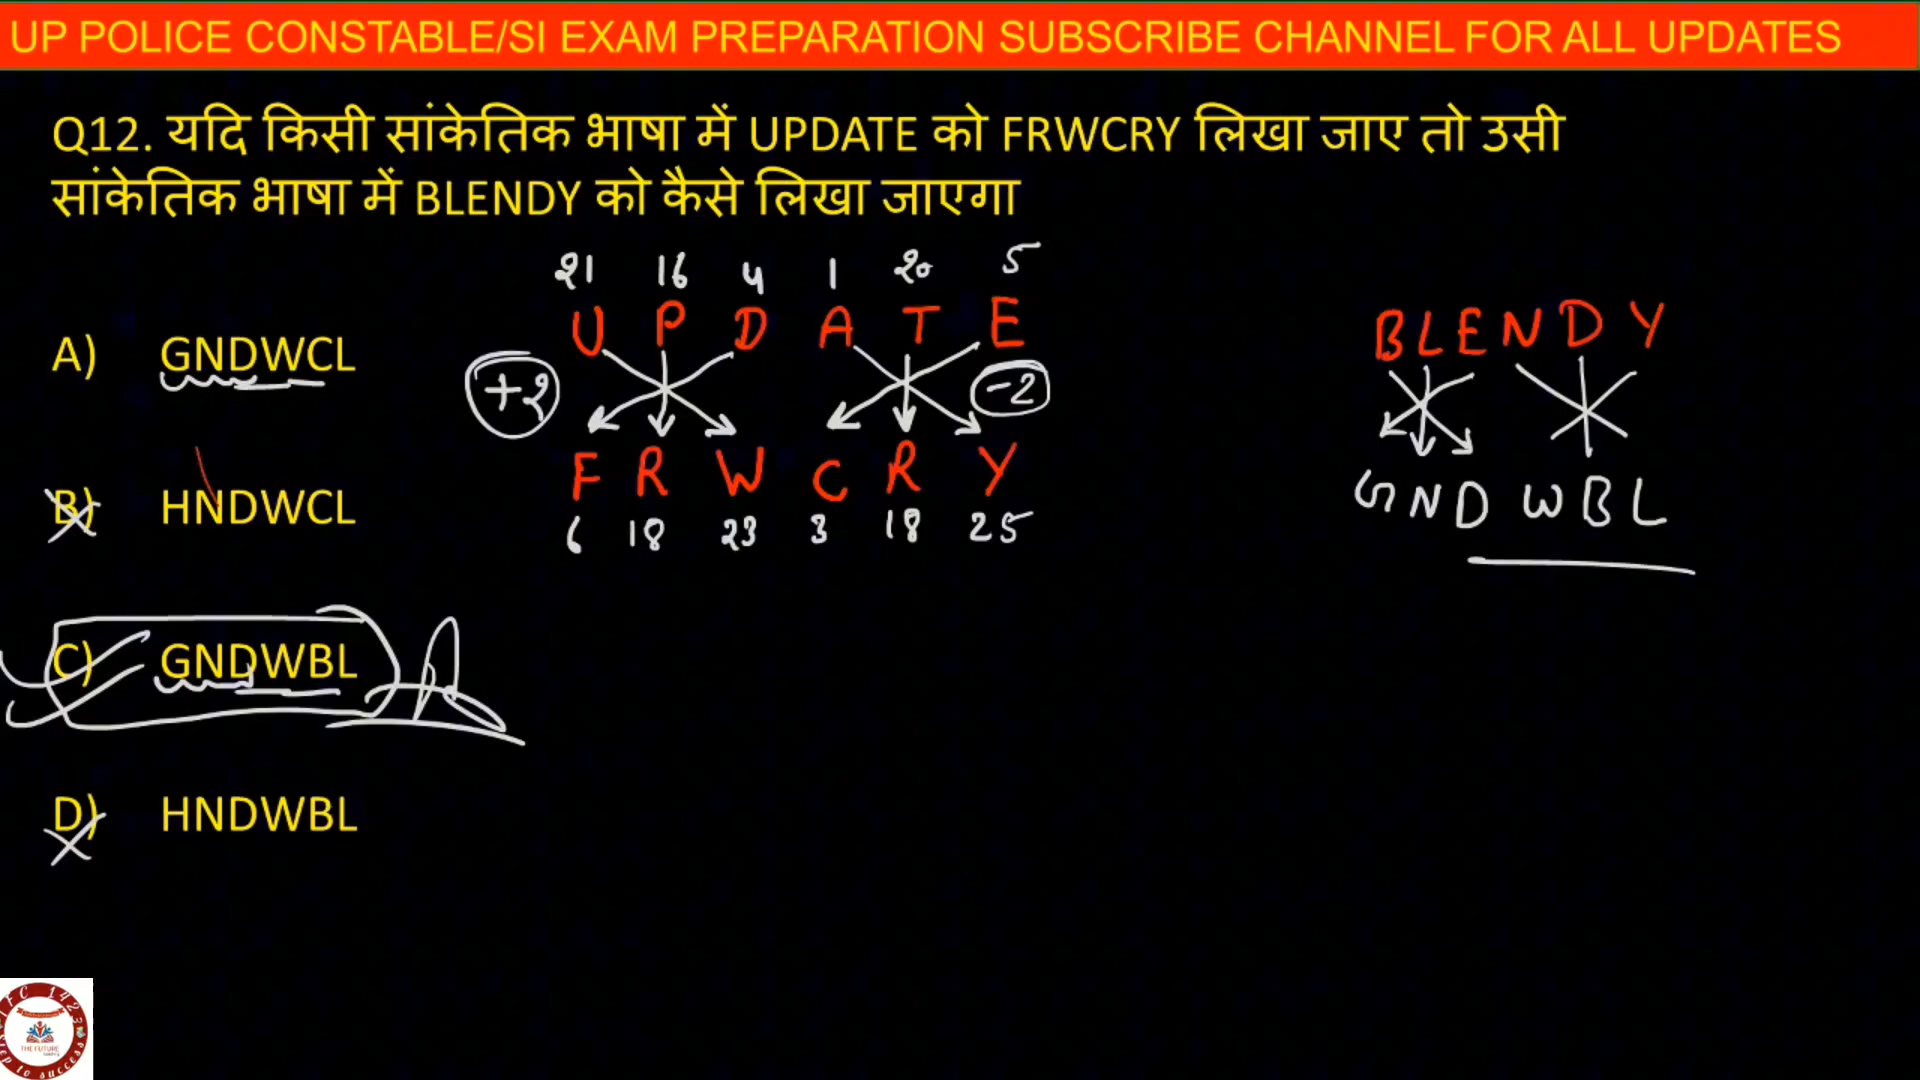 UP POLICE CONSTABLE/SI EXAM PREPARATION SUBSCRIBE CHANNEL FOR ALL UPDATES
Q12. यदि किसी सांकेतिक भाषा में UPDATE को FRWCRY लिखा जाए तो उसी
सांकेतिक भाषा में BLENDY को कैसे लिखा जाएगा
21 16 4 1 20 5
U P D A T E
BLENDY
A) GNDWCL
+2
-2
F R W C R Y
GND WBL
B) HNDWCL
6 18 23 3 18 25
C) GNDWBL
D) HNDWBL
THE FUTURE